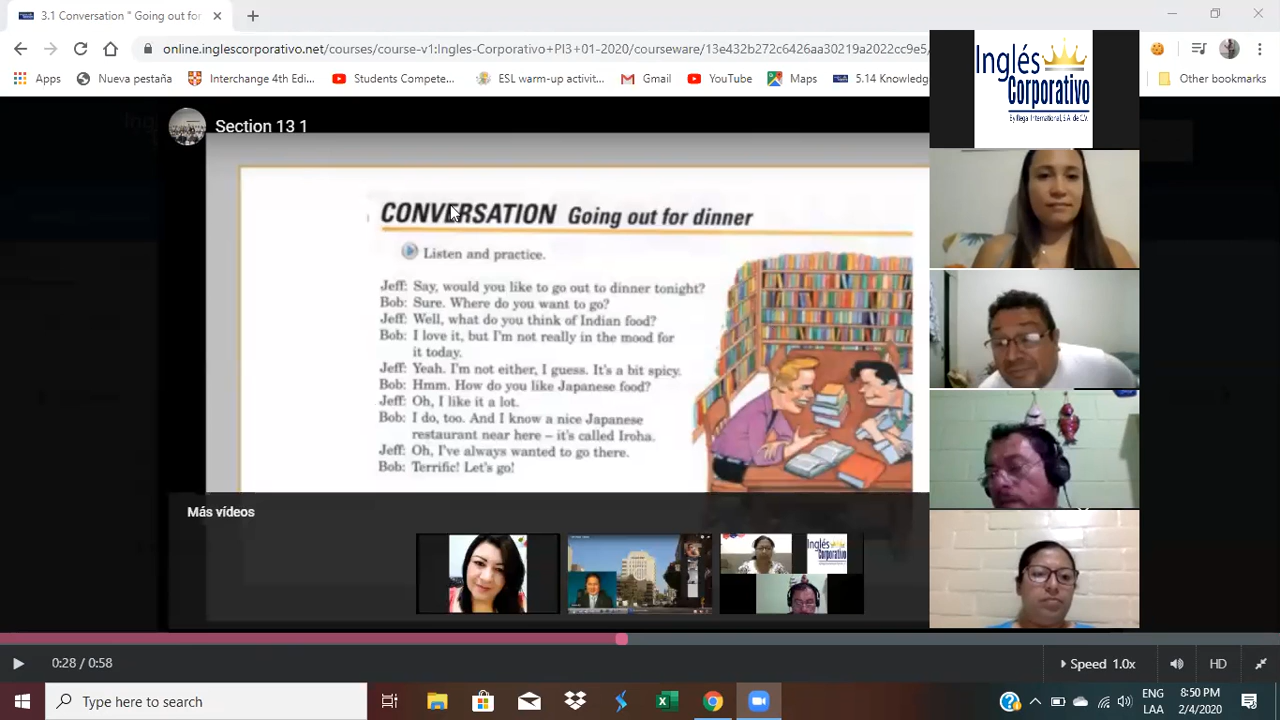 3.1 Conversation " Going out for
online.inglescorporativo.net/courses/course-v1:Ingles-Corporativo+PI3+01-2020/courseware/13e432b272c6426aa30219a2022cc9e5/
Apps
Nueva pestaña
Interchange 4th Edi...
Students Compete...
ESL warm-up activit...
Gmail
YouTube
Maps
5.14 Knowledg
Other bookmarks
Inglés
Corporativo
By Rega International, S.A. de C.V.
Section 13 1
CONVERSATION Going out for dinner
Listen and practice.
Jeff: Say, would you like to go out to dinner tonight?
Bob: Sure. Where do you want to go?
Jeff: Well, what do you think of Indian food?
Bob: I love it, but I'm not really in the mood for
it today.
Jeff: Yeah. I'm not either, I guess. It's a bit spicy.
Bob: Hmm. How do you like Japanese food?
Jeff: Oh, I like it a lot.
Bob: I do, too. And I know a nice Japanese
restaurant near here – it's called Iroha.
Jeff: Oh, I've always wanted to go there.
Bob: Terrific! Let's go!
Más vídeos
Inglés
Corporativo
0:28 / 0:58
Speed 1.0x
HD
Type here to search
ENG
LAA
8:50 PM
2/4/2020